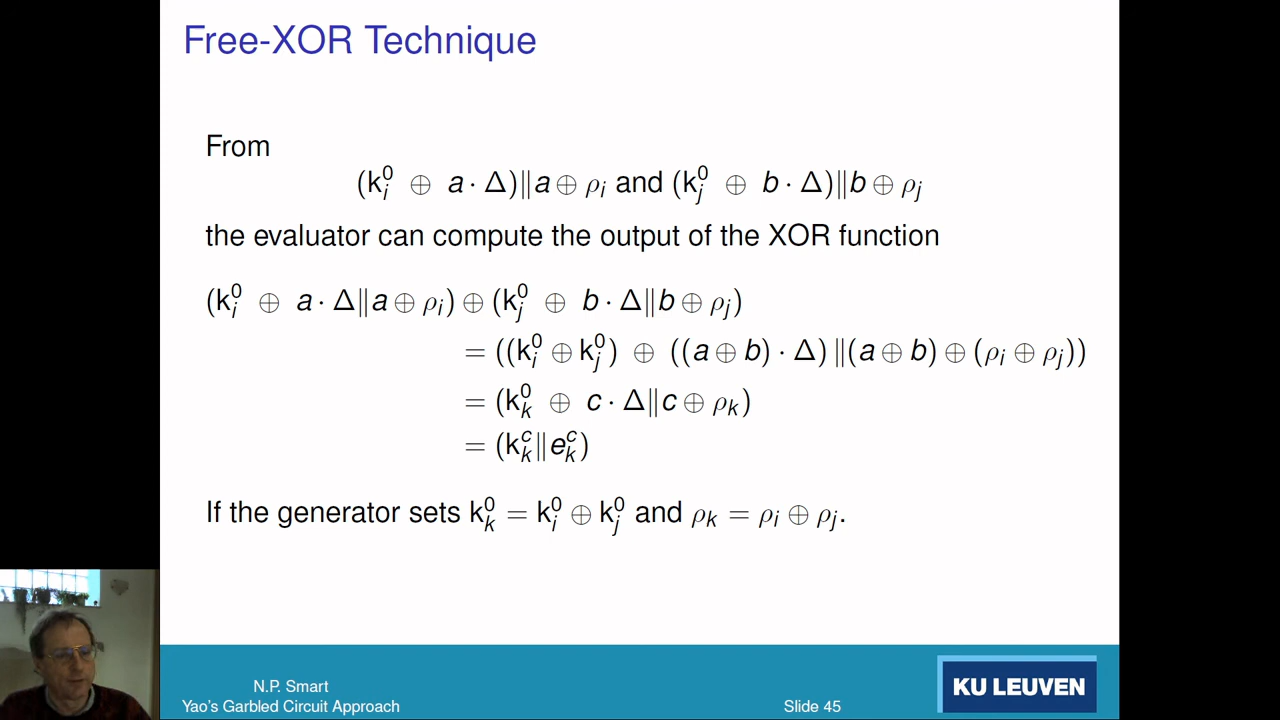 Free-XOR Technique
From
(k_i^0 ⊕ a · Δ)‖a ⊕ ρ_i and (k_j^0 ⊕ b · Δ)‖b ⊕ ρ_j
the evaluator can compute the output of the XOR function
(k_i^0 ⊕ a · Δ‖a ⊕ ρ_i) ⊕ (k_j^0 ⊕ b · Δ‖b ⊕ ρ_j)
= ((k_i^0 ⊕ k_j^0) ⊕ ((a ⊕ b) · Δ) ‖(a ⊕ b) ⊕ (ρ_i ⊕ ρ_j))
= (k_k^0 ⊕ c · Δ‖c ⊕ ρ_k)
= (k_k^c‖e_k^c)
If the generator sets k_k^0 = k_i^0 ⊕ k_j^0 and ρ_k = ρ_i ⊕ ρ_j.
N.P. Smart
Yao's Garbled Circuit Approach
Slide 45
KU LEUVEN